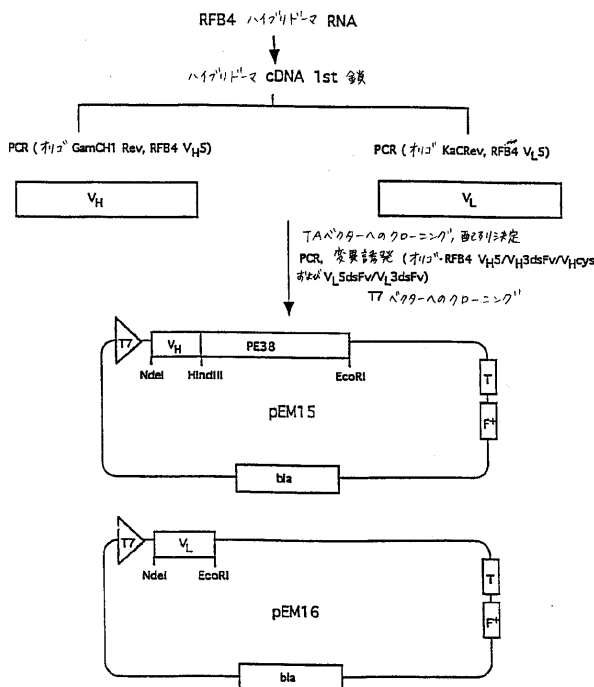 RFB4 ハイブリドーマ RNA
ハイブリドーマ cDNA 1st 鎖
PCR (オリゴ GamCH1 Rev, RFB4 VH5)
PCR (オリゴ KaCRev, RFB4 VL5)
VH
VL
TAベクターへのクローニング, 配列決定
PCR, 変異誘発 (オリゴ・RFB4 VH5/VH3dsFv/VHcys
および VL5dsFv/VL3dsFv)
T7 ベクターへのクローニング
T7
VH
PE38
NdeI
HindIII
EcoRI
T
F+
pEM15
bla
T7
VL
NdeI
EcoRI
T
F+
pEM16
bla